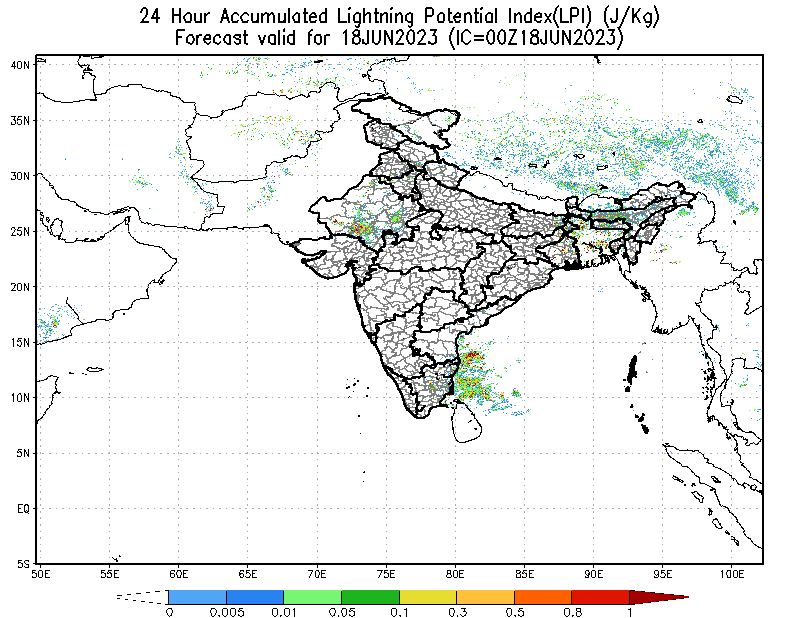 24 Hour Accumulated Lightning Potential Index(LPI) (J/Kg)
Forecast valid for 18JUN2023 (IC=00Z18JUN2023)
40N
35N
30N
25N
20N
15N
10N
5N
EQ
5S
50E 55E 60E 65E 70E 75E 80E 85E 90E 95E 100E
0 0.005 0.01 0.05 0.1 0.3 0.5 0.8 1